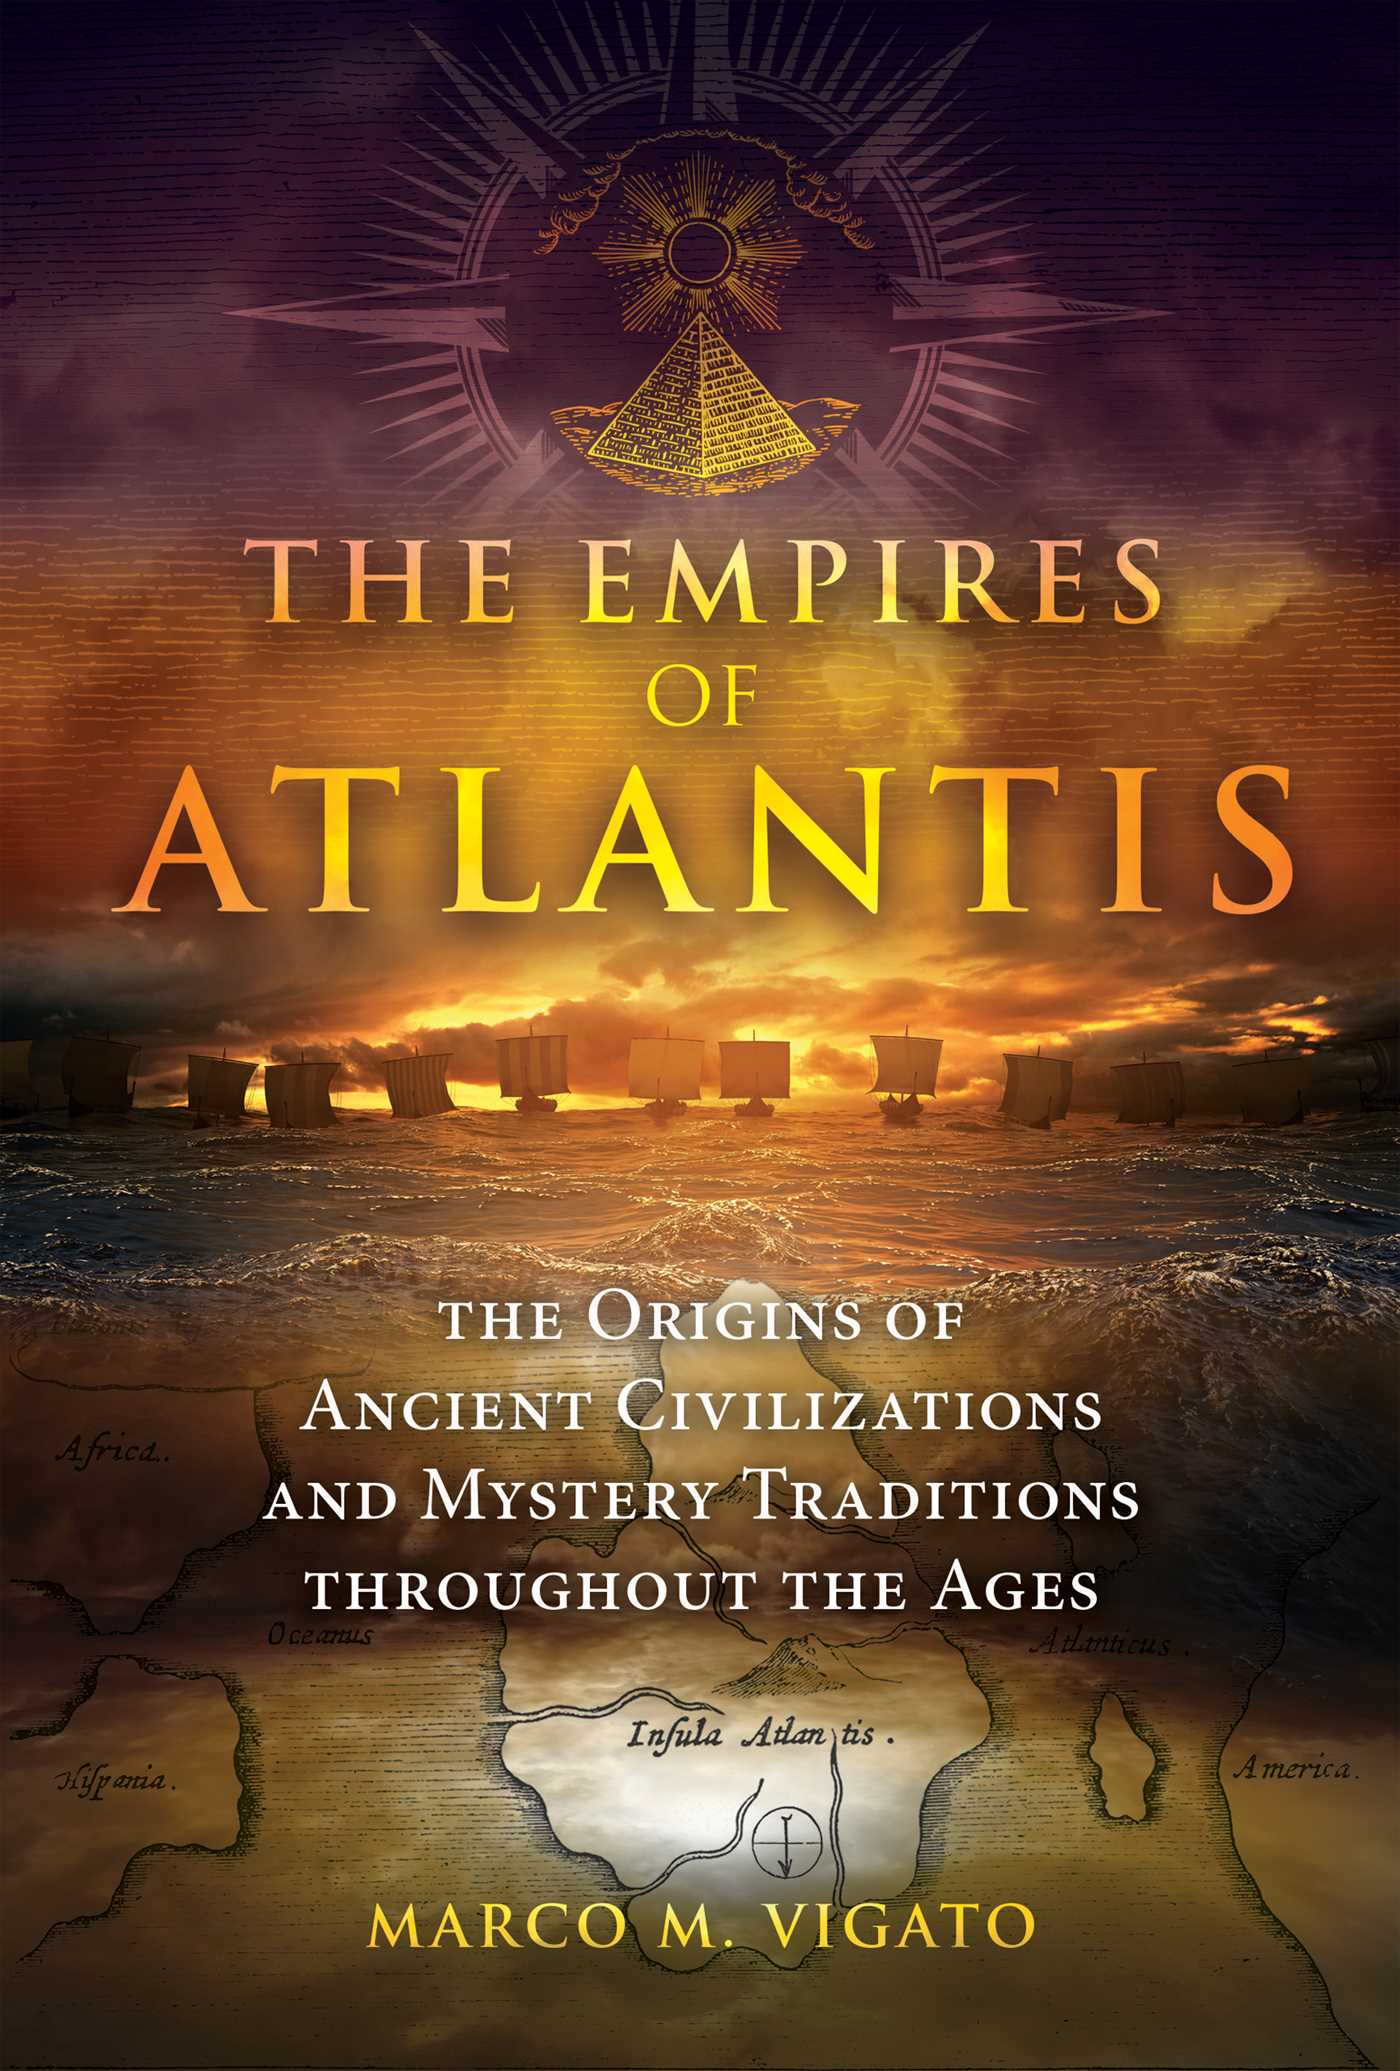 THE EMPIRES
OF
ATLANTIS
THE ORIGINS OF
ANCIENT CIVILIZATIONS
AND MYSTERY TRADITIONS
THROUGHOUT THE AGES
Africa.
Oceanus
Atlanticus.
Inſula Atlantis.
Hiſpania.
America.
MARCO M. VIGATO